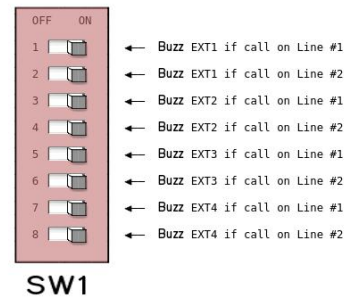 OFF ON
1 Buzz EXT1 if call on Line #1
2 Buzz EXT1 if call on Line #2
3 Buzz EXT2 if call on Line #1
4 Buzz EXT2 if call on Line #2
5 Buzz EXT3 if call on Line #1
6 Buzz EXT3 if call on Line #2
7 Buzz EXT4 if call on Line #1
8 Buzz EXT4 if call on Line #2
SW1